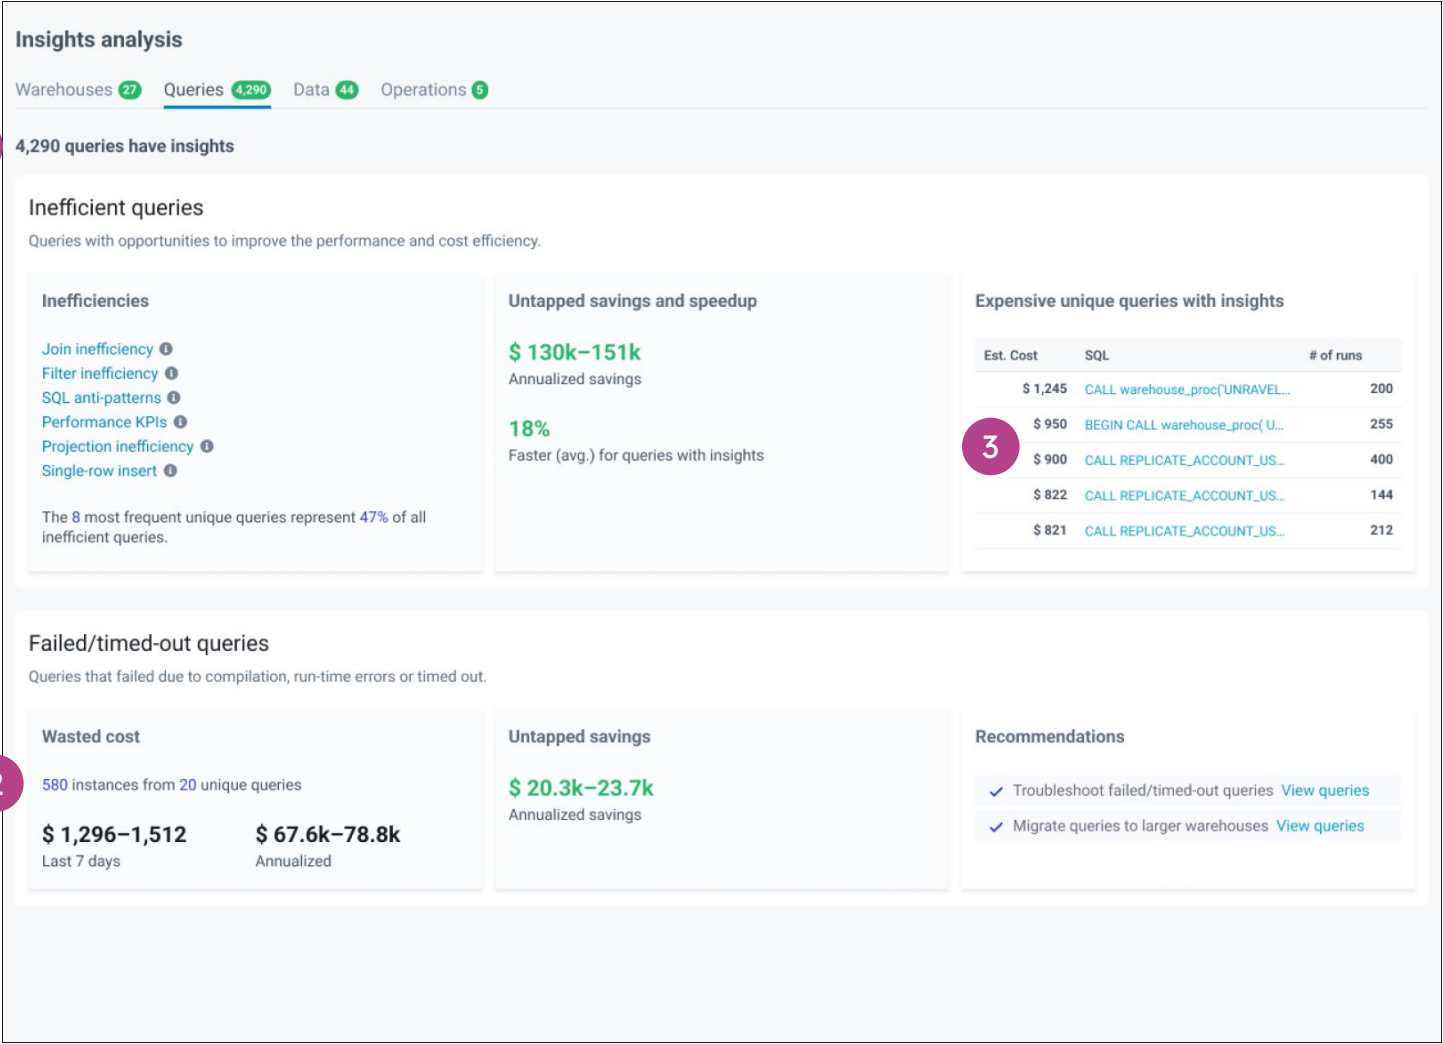 Insights analysis
Warehouses 27 Queries 4,290 Data 44 Operations 5
4,290 queries have insights
Inefficient queries
Queries with opportunities to improve the performance and cost efficiency.
Inefficiencies
Join inefficiency
Filter inefficiency
SQL anti-patterns
Performance KPIs
Projection inefficiency
Single-row insert
The 8 most frequent unique queries represent 47% of all
inefficient queries.
Untapped savings and speedup
$ 130k–151k
Annualized savings
18%
Faster (avg.) for queries with insights
Expensive unique queries with insights
Est. Cost SQL # of runs
$ 1,245 CALL warehouse_proc('UNRAVEL... 200
$ 950 BEGIN CALL warehouse_proc( U... 255
3
$ 900 CALL REPLICATE_ACCOUNT_US... 400
$ 822 CALL REPLICATE_ACCOUNT_US... 144
$ 821 CALL REPLICATE_ACCOUNT_US... 212
Failed/timed-out queries
Queries that failed due to compilation, run-time errors or timed out.
2
Wasted cost
580 instances from 20 unique queries
$ 1,296–1,512 $ 67.6k–78.8k
Last 7 days Annualized
Untapped savings
$ 20.3k–23.7k
Annualized savings
Recommendations
Troubleshoot failed/timed-out queries View queries
Migrate queries to larger warehouses View queries